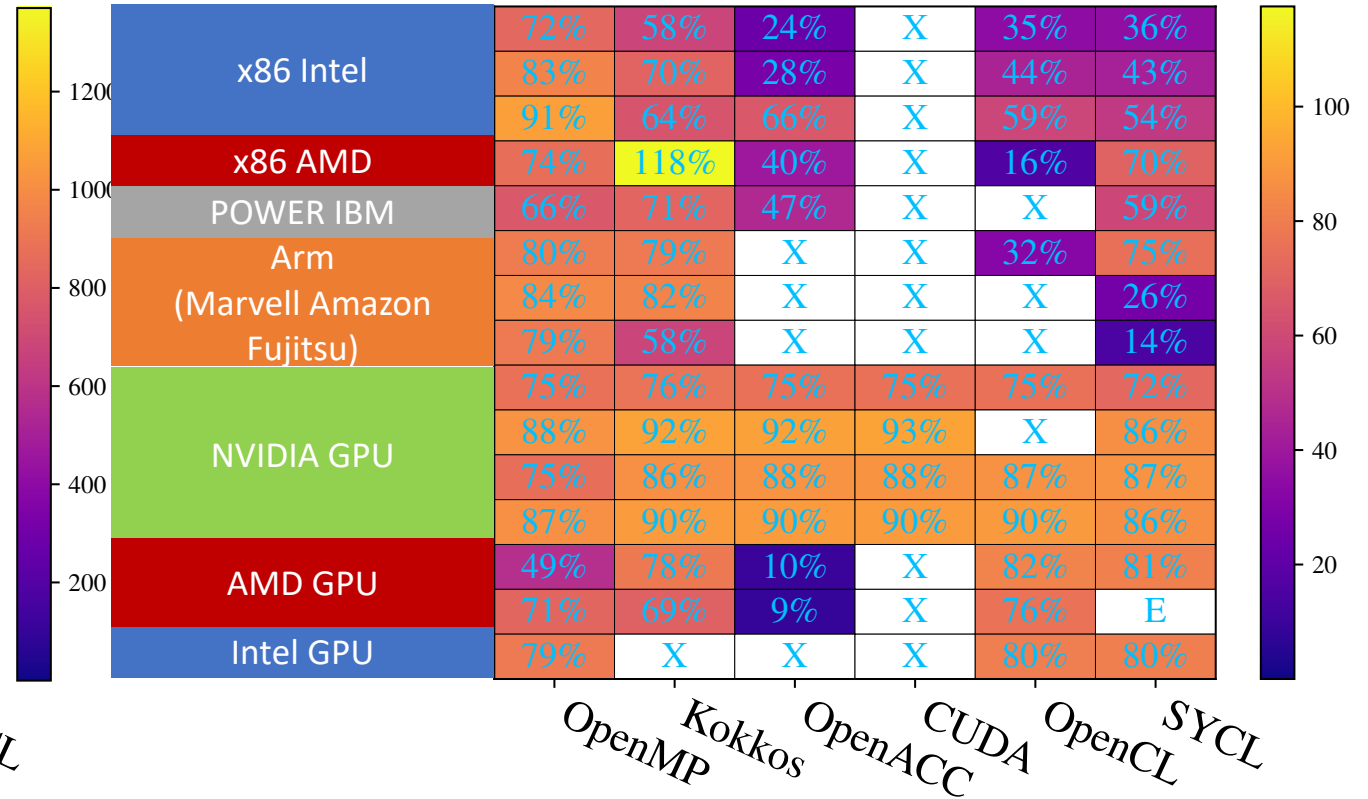 72% 58% 24% X 35% 36%
x86 Intel
83% 70% 28% X 44% 43%
1200
91% 64% 66% X 59% 54%
100
x86 AMD
74% 118% 40% X 16% 70%
1000
POWER IBM
66% 71% 47% X X 59%
80
Arm
80% 79% X X 32% 75%
800
(Marvell Amazon
84% 82% X X X 26%
Fujitsu)
79% 58% X X X 14%
60
600
75% 76% 75% 75% 75% 72%
NVIDIA GPU
88% 92% 92% 93% X 86%
40
400
75% 86% 88% 88% 87% 87%
87% 90% 90% 90% 90% 86%
AMD GPU
49% 78% 10% X 82% 81%
20
200
71% 69% 9% X 76% E
Intel GPU
79% X X X 80% 80%
OpenMP Kokkos OpenACC CUDA OpenCL SYCL